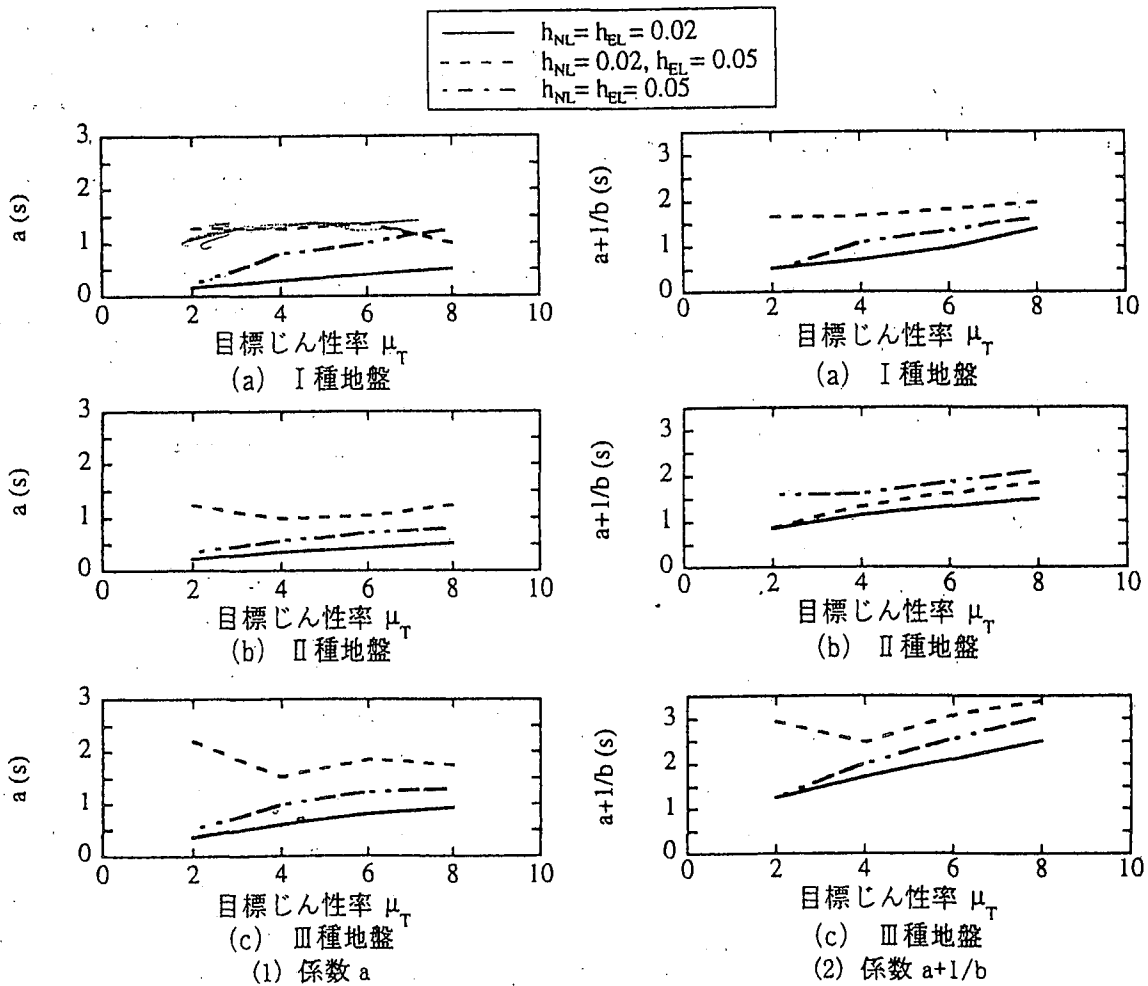 h_NL = h_EL = 0.02
h_NL = 0.02, h_EL = 0.05
h_NL = h_EL = 0.05
3
2
1
0
a (s)
0 2 4 6 8 10
目標じん性率 μ_T
(a) Ⅰ種地盤
3
2
1
0
a+1/b (s)
0 2 4 6 8 10
目標じん性率 μ_T
(a) Ⅰ種地盤
3
2
1
0
a (s)
0 2 4 6 8 10
目標じん性率 μ_T
(b) Ⅱ種地盤
3
2
1
0
a+1/b (s)
0 2 4 6 8 10
目標じん性率 μ_T
(b) Ⅱ種地盤
3
2
1
0
a (s)
0 2 4 6 8 10
目標じん性率 μ_T
(c) Ⅲ種地盤
(1) 係数 a
3
2
1
0
a+1/b (s)
0 2 4 6 8 10
目標じん性率 μ_T
(c) Ⅲ種地盤
(2) 係数 a+1/b